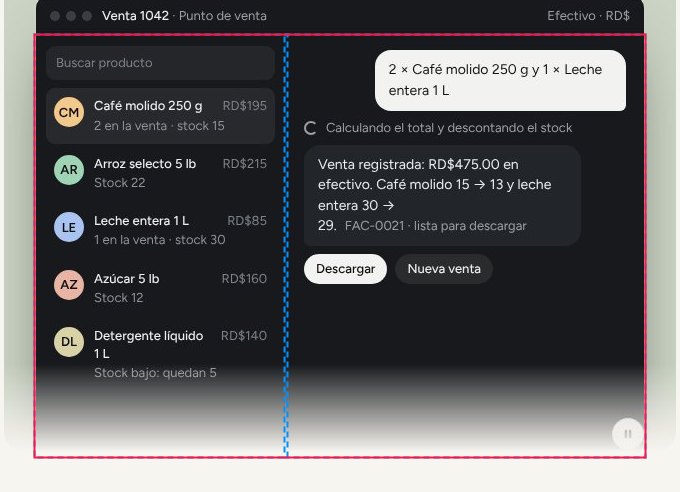 Venta 1042 · Punto de venta
Efectivo · RD$
Buscar producto
CM
Café molido 250 g
RD$195
2 en la venta · stock 15
AR
Arroz selecto 5 lb
RD$215
Stock 22
LE
Leche entera 1 L
RD$85
1 en la venta · stock 30
AZ
Azúcar 5 lb
RD$160
Stock 12
DL
Detergente líquido
1 L
RD$140
Stock bajo: quedan 5
2 × Café molido 250 g y 1 × Leche
entera 1 L
Calculando el total y descontando el stock
Venta registrada: RD$475.00 en
efectivo. Café molido 15 → 13 y leche
entera 30 →
29. FAC-0021 · lista para descargar
Descargar
Nueva venta